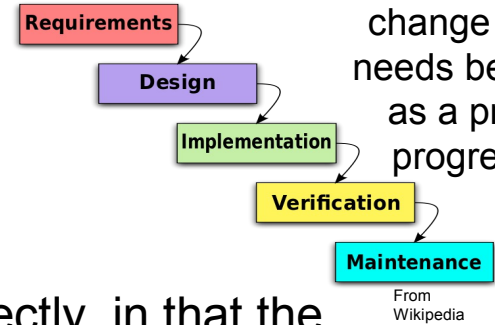 Requirements
change
Design
needs be
as a pr
Implementation
progre
Verification
Maintenance
From
Wikipedia
ectly, in that the